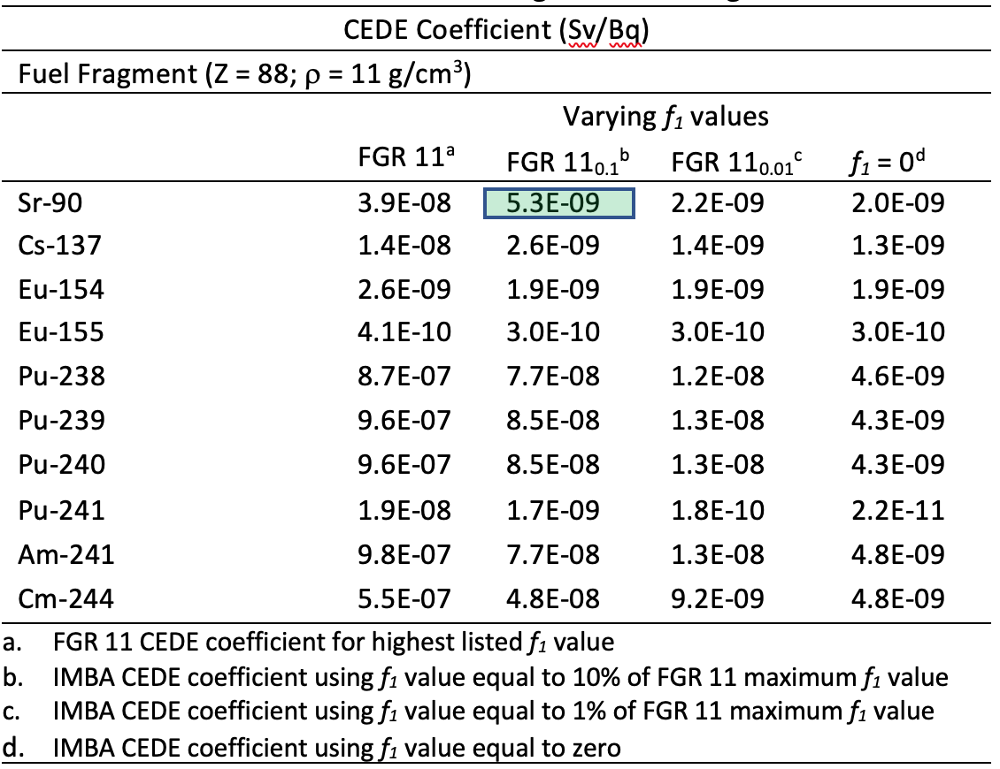 CEDE Coefficient (Sv/Bq)
Fuel Fragment (Z = 88; ρ = 11 g/cm³)
Varying f₁ values
FGR 11ᵃ FGR 11₀.₁ᵇ FGR 11₀.₀₁ᶜ f₁ = 0ᵈ
Sr-90 3.9E-08 5.3E-09 2.2E-09 2.0E-09
Cs-137 1.4E-08 2.6E-09 1.4E-09 1.3E-09
Eu-154 2.6E-09 1.9E-09 1.9E-09 1.9E-09
Eu-155 4.1E-10 3.0E-10 3.0E-10 3.0E-10
Pu-238 8.7E-07 7.7E-08 1.2E-08 4.6E-09
Pu-239 9.6E-07 8.5E-08 1.3E-08 4.3E-09
Pu-240 9.6E-07 8.5E-08 1.3E-08 4.3E-09
Pu-241 1.9E-08 1.7E-09 1.8E-10 2.2E-11
Am-241 9.8E-07 7.7E-08 1.3E-08 4.8E-09
Cm-244 5.5E-07 4.8E-08 9.2E-09 4.8E-09
a. FGR 11 CEDE coefficient for highest listed f₁ value
b. IMBA CEDE coefficient using f₁ value equal to 10% of FGR 11 maximum f₁ value
c. IMBA CEDE coefficient using f₁ value equal to 1% of FGR 11 maximum f₁ value
d. IMBA CEDE coefficient using f₁ value equal to zero